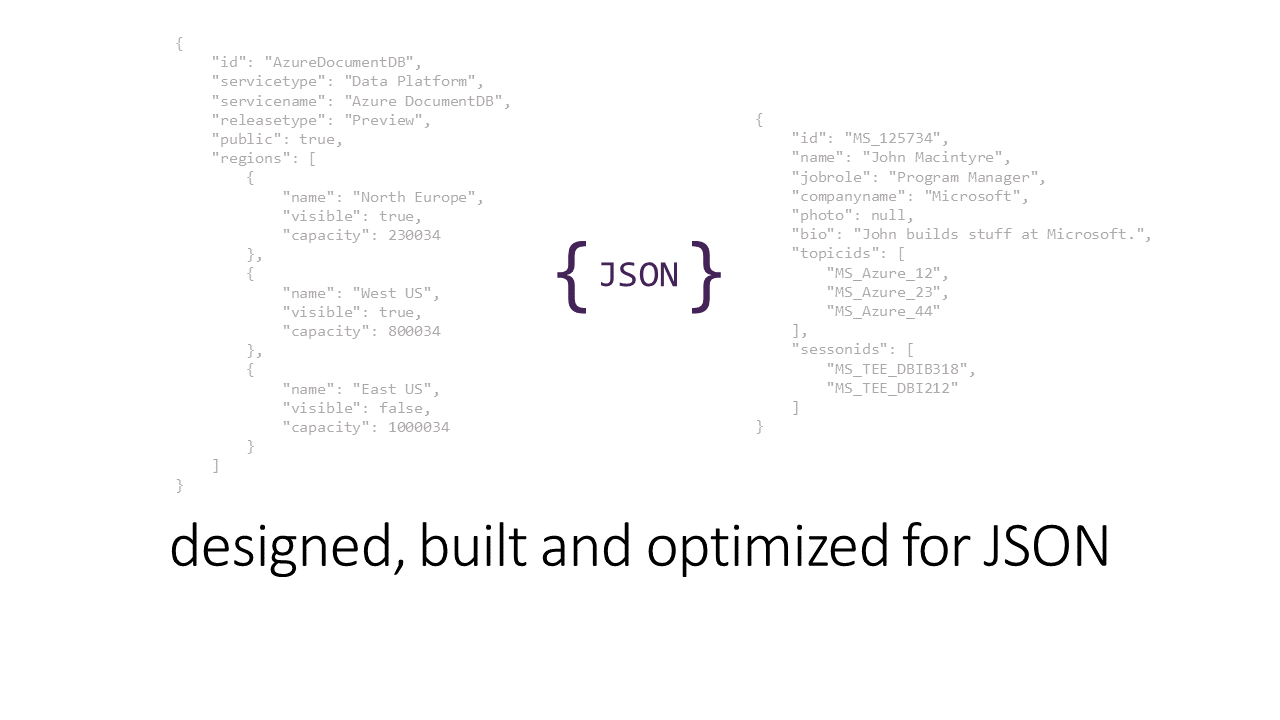 {
    "id": "AzureDocumentDB",
    "servicetype": "Data Platform",
    "servicename": "Azure DocumentDB",
    "releasetype": "Preview",
    "public": true,
    "regions": [
        {
            "name": "North Europe",
            "visible": true,
            "capacity": 230034
        },
        {
            "name": "West US",
            "visible": true,
            "capacity": 800034
        },
        {
            "name": "East US",
            "visible": false,
            "capacity": 1000034
        }
    ]
}
{ JSON }
{
    "id": "MS_125734",
    "name": "John Macintyre",
    "jobrole": "Program Manager",
    "companyname": "Microsoft",
    "photo": null,
    "bio": "John builds stuff at Microsoft.",
    "topicids": [
        "MS_Azure_12",
        "MS_Azure_23",
        "MS_Azure_44"
    ],
    "sessonids": [
        "MS_TEE_DBIB318",
        "MS_TEE_DBI212"
    ]
}
designed, built and optimized for JSON